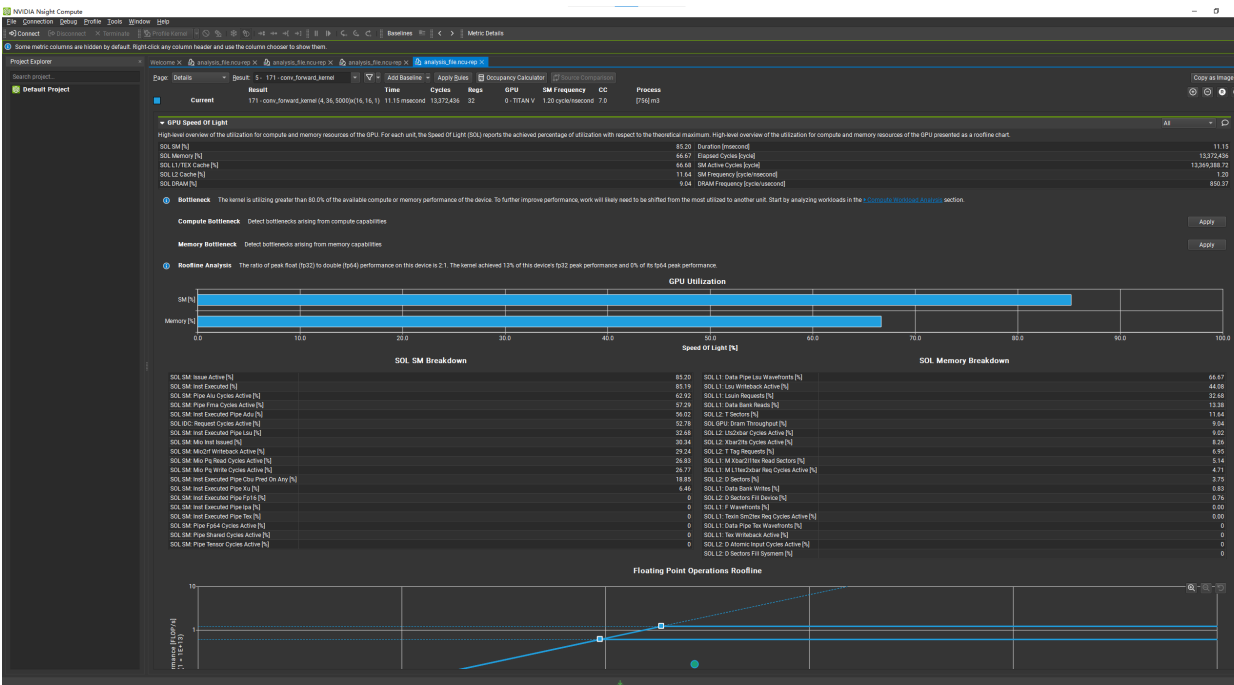 NVIDIA Nsight Compute
File Connection Debug Profile Tools Window Help
Connect Disconnect Terminate Profile Kernel Baselines Metric Details
Some metric columns are hidden by default. Right-click any column header and use the column chooser to show them.
Project Explorer
Search project...
Default Project
Welcome analysis_file.ncu-rep analysis_file.ncu-rep analysis_file.ncu-rep analysis_file.ncu-rep
Page: Details Result: 5 - 171 - conv_forward_kernel Add Baseline Apply Rules Occupancy Calculator Source Comparison Copy as Image
Result Time Cycles Regs GPU SM Frequency CC Process
Current 171 - conv_forward_kernel (4, 36, 5000)x(16, 16, 1) 11.15 msecond 13,372,436 32 0 - TITAN V 1.20 cycle/nsecond 7.0 [756] m3
GPU Speed Of Light All
High-level overview of the utilization for compute and memory resources of the GPU. For each unit, the Speed Of Light (SOL) reports the achieved percentage of utilization with respect to the theoretical maximum. High-level overview of the utilization for compute and memory resources of the GPU presented as a roofline chart.
SOL SM [%] 85.20 Duration [msecond] 11.15
SOL Memory [%] 66.67 Elapsed Cycles [cycle] 13,372,436
SOL L1/TEX Cache [%] 66.68 SM Active Cycles [cycle] 13,369,388.72
SOL L2 Cache [%] 11.64 SM Frequency [cycle/nsecond] 1.20
SOL DRAM [%] 9.04 DRAM Frequency [cycle/usecond] 850.37
Bottleneck The kernel is utilizing greater than 80.0% of the available compute or memory performance of the device. To further improve performance, work will likely need to be shifted from the most utilized to another unit. Start by analyzing workloads in the Compute Workload Analysis section.
Compute Bottleneck Detect bottlenecks arising from compute capabilities Apply
Memory Bottleneck Detect bottlenecks arising from memory capabilities Apply
Roofline Analysis The ratio of peak float (fp32) to double (fp64) performance on this device is 2:1. The kernel achieved 13% of this device's fp32 peak performance and 0% of its fp64 peak performance.
GPU Utilization
SM [%]
Memory [%]
0.0 10.0 20.0 30.0 40.0 50.0 60.0 70.0 80.0 90.0 100.0
Speed Of Light [%]
SOL SM Breakdown SOL Memory Breakdown
SOL SM: Issue Active [%] 85.20 SOL L1: Data Pipe Lsu Wavefronts [%] 66.67
SOL SM: Inst Executed [%] 85.19 SOL L1: Lsu Writeback Active [%] 44.08
SOL SM: Pipe Alu Cycles Active [%] 62.92 SOL L1: Lsuin Requests [%] 32.68
SOL SM: Pipe Fma Cycles Active [%] 57.29 SOL L1: Data Bank Reads [%] 13.38
SOL SM: Inst Executed Pipe Adu [%] 56.02 SOL L2: T Sectors [%] 11.64
SOL IDC: Request Cycles Active [%] 52.78 SOL GPU: Dram Throughput [%] 9.04
SOL SM: Inst Executed Pipe Lsu [%] 32.68 SOL L2: Lts2xbar Cycles Active [%] 9.02
SOL SM: Mio Inst Issued [%] 30.34 SOL L2: Xbar2lts Cycles Active [%] 8.26
SOL SM: Mio2rf Writeback Active [%] 29.24 SOL L2: T Tag Requests [%] 6.95
SOL SM: Mio Pq Read Cycles Active [%] 26.83 SOL L1: M Xbar2l1tex Read Sectors [%] 5.14
SOL SM: Mio Pq Write Cycles Active [%] 26.77 SOL L1: M L1tex2xbar Req Cycles Active [%] 4.71
SOL SM: Inst Executed Pipe Cbu Pred On Any [%] 18.85 SOL L2: D Sectors [%] 3.75
SOL SM: Inst Executed Pipe Xu [%] 6.46 SOL L1: Data Bank Writes [%] 0.83
SOL SM: Inst Executed Pipe Fp16 [%] 0 SOL L2: D Sectors Fill Device [%] 0.76
SOL SM: Inst Executed Pipe Ipa [%] 0 SOL L1: F Wavefronts [%] 0.00
SOL SM: Inst Executed Pipe Tex [%] 0 SOL L1: Texin Sm2tex Req Cycles Active [%] 0.00
SOL SM: Pipe Fp64 Cycles Active [%] 0 SOL L1: Data Pipe Tex Wavefronts [%] 0
SOL SM: Pipe Shared Cycles Active [%] 0 SOL L1: Tex Writeback Active [%] 0
SOL SM: Pipe Tensor Cycles Active [%] 0 SOL L2: D Atomic Input Cycles Active [%] 0
SOL L2: D Sectors Fill Sysmem [%] 0
Floating Point Operations Roofline
10
1
mance [FLOP/s]
(1 = 1E+13)